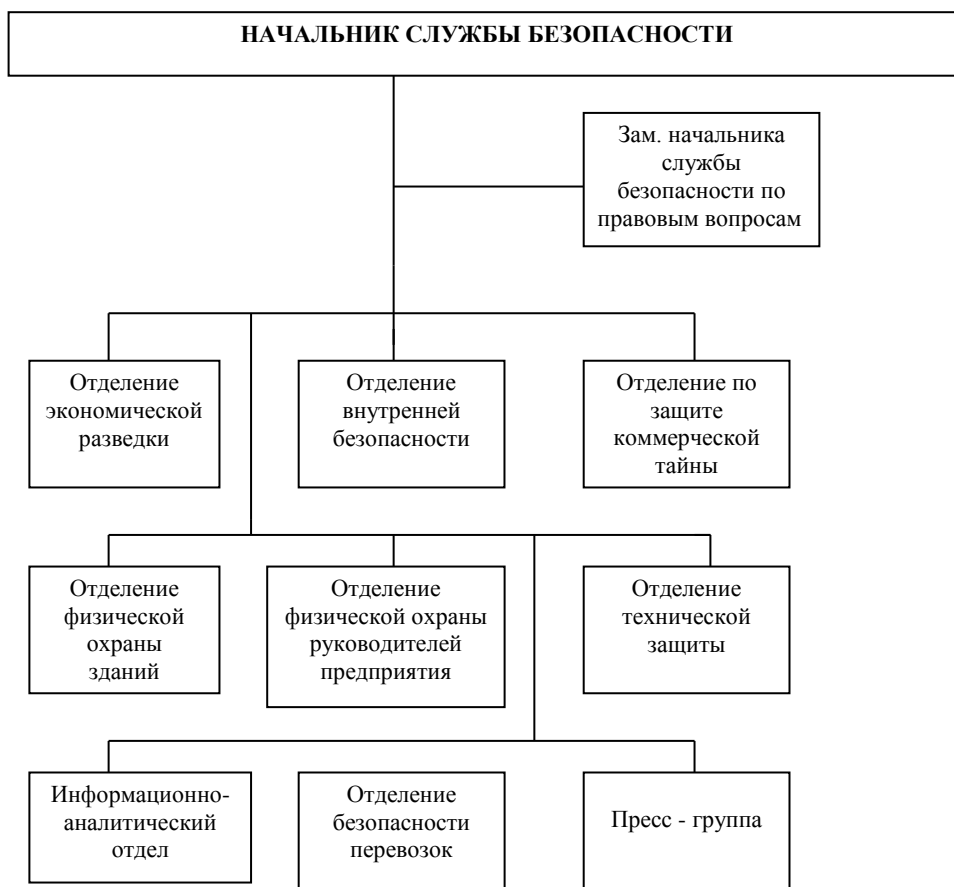 НАЧАЛЬНИК СЛУЖБЫ БЕЗОПАСНОСТИ
Зам. начальника
службы
безопасности по
правовым вопросам
Отделение
экономической
разведки
Отделение
внутренней
безопасности
Отделение по
защите
коммерческой
тайны
Отделение
физической
охраны
зданий
Отделение
физической охраны
руководителей
предприятия
Отделение
технической
защиты
Информационно-
аналитический
отдел
Отделение
безопасности
перевозок
Пресс - группа